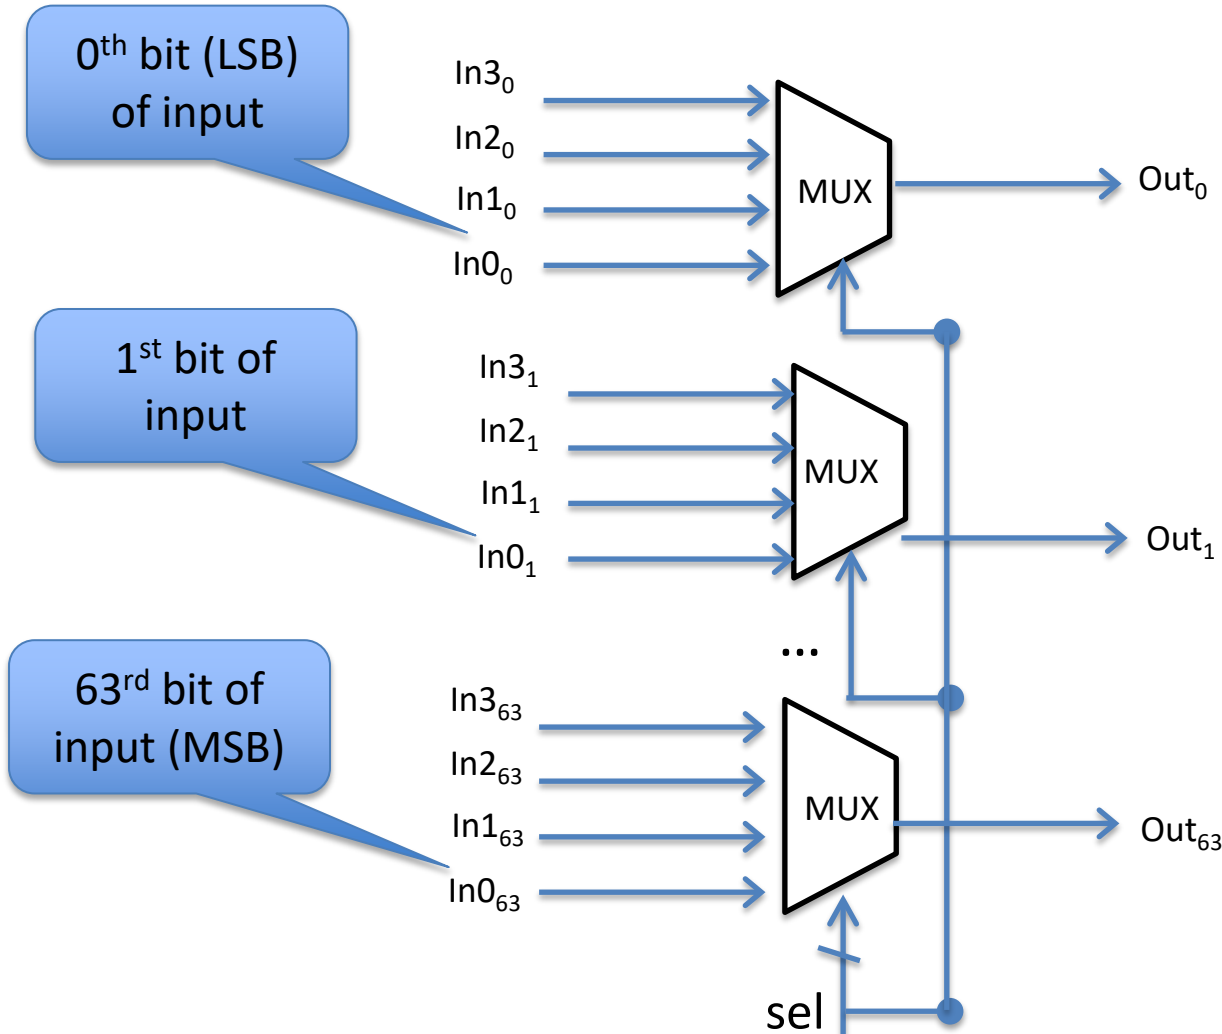 0th bit (LSB)
of input
In3₀
In2₀
In1₀
In0₀
MUX
Out₀
1st bit of
input
In3₁
In2₁
In1₁
In0₁
MUX
Out₁
...
63rd bit of
input (MSB)
In3₆₃
In2₆₃
In1₆₃
In0₆₃
MUX
Out₆₃
sel